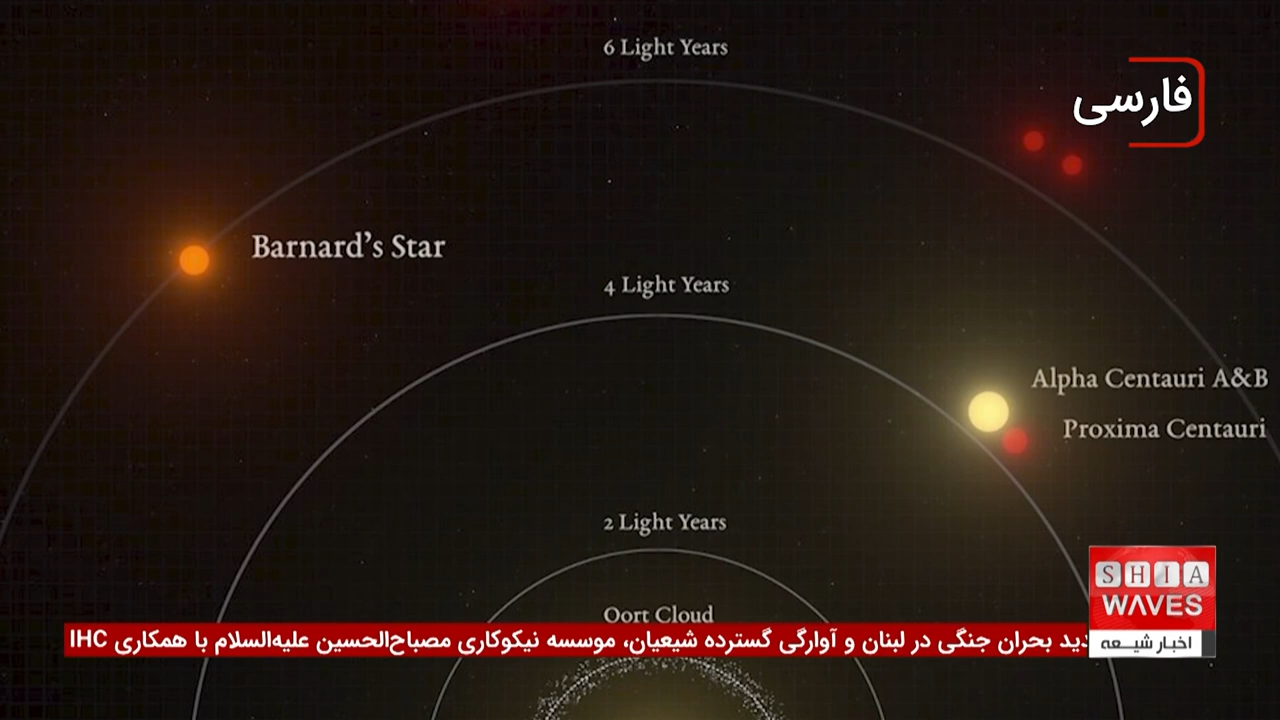 6 Light Years
فارسی
Barnard's Star
4 Light Years
Alpha Centauri A&B
Proxima Centauri
2 Light Years
Oort Cloud
SHIA
WAVES
اخبار شیـــعه
بحران جنگی در لبنان و آوارگی گسترده شیعیان، موسسه نیکوکاری مصباح‌الحسین علیه‌السلام با همکاری IHC